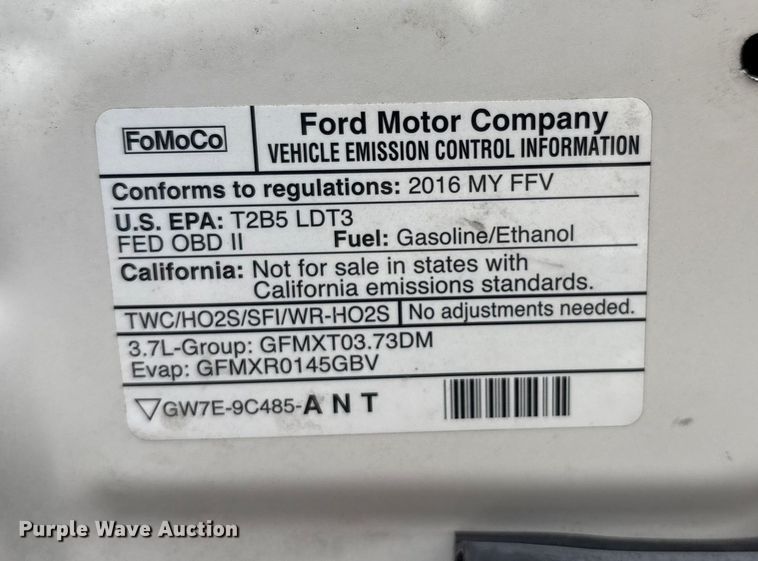 FoMoCo
Ford Motor Company
VEHICLE EMISSION CONTROL INFORMATION
Conforms to regulations: 2016 MY FFV
U.S. EPA: T2B5 LDT3
FED OBD II Fuel: Gasoline/Ethanol
California: Not for sale in states with
California emissions standards.
TWC/HO2S/SFI/WR-HO2S No adjustments needed.
3.7L-Group: GFMXT03.73DM
Evap: GFMXR0145GBV
GW7E-9C485-ANT
Purple Wave Auction